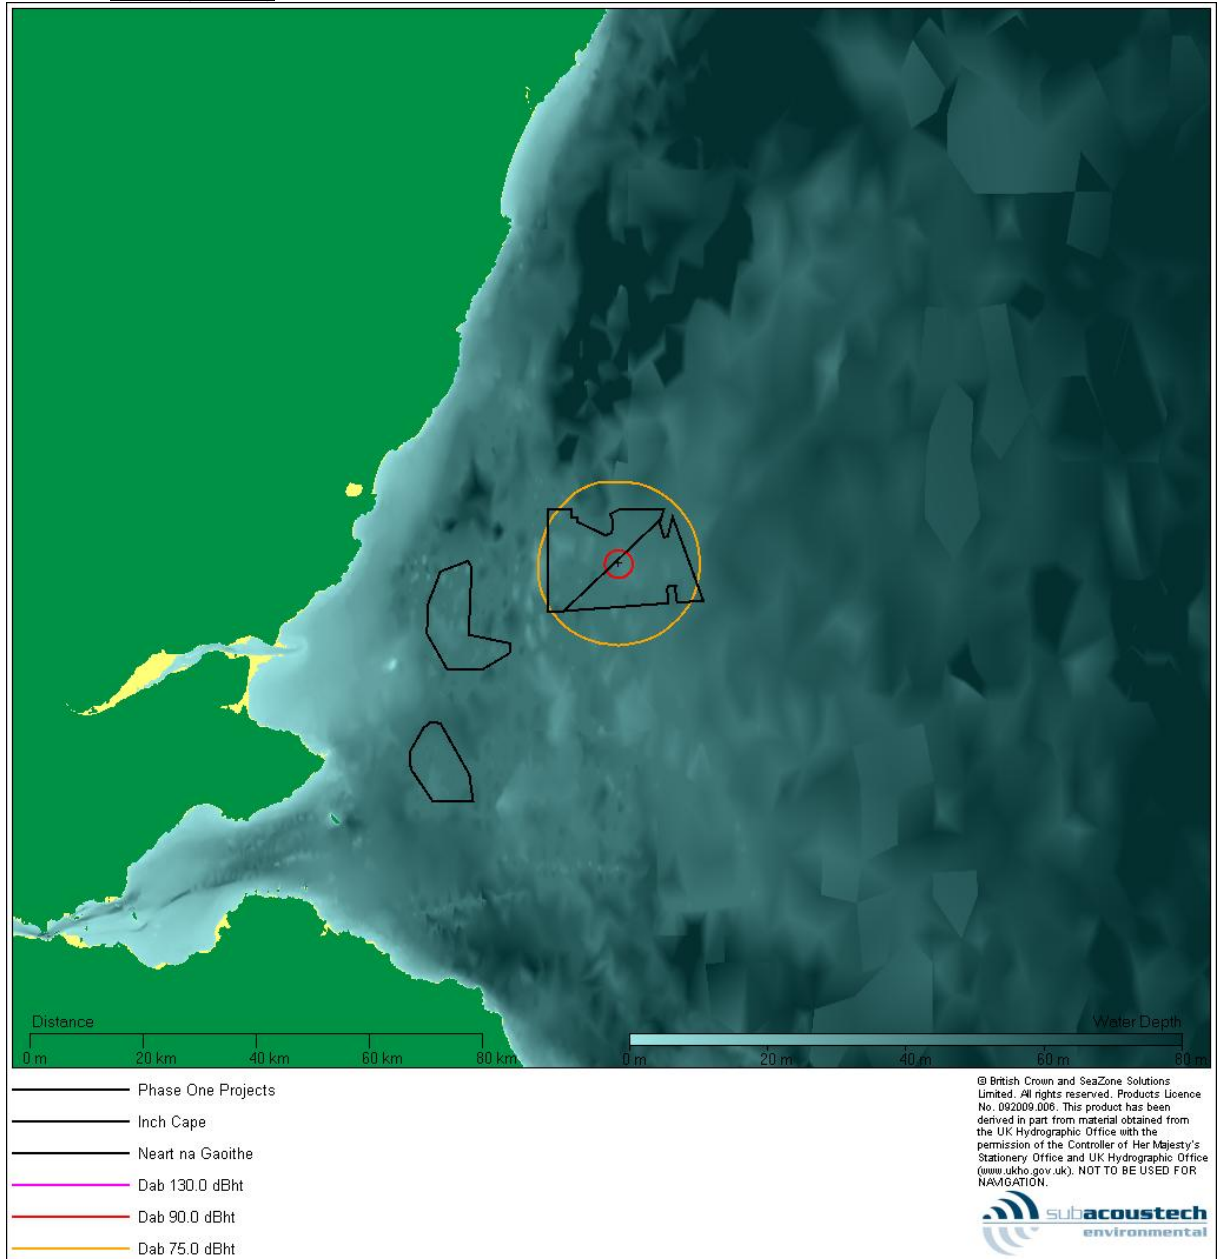 Distance
0 m 20 km 40 km 60 km 80 km
Water Depth
0 m 20 m 40 m 60 m 80 m
Phase One Projects
Inch Cape
Neart na Gaoithe
Dab 130.0 dBht
Dab 90.0 dBht
Dab 75.0 dBht
@ British Crown and SeaZone Solutions
Limited. All rights reserved. Products Licence
No. 092009.006. This product has been
derived in part from material obtained from
the UK Hydrographic Office with the
permission of the Controller of Her Majesty's
Stationery Office and UK Hydrographic Office
(www.ukho.gov.uk). NOT TO BE USED FOR
NAVIGATION.
subacoustech
environmental